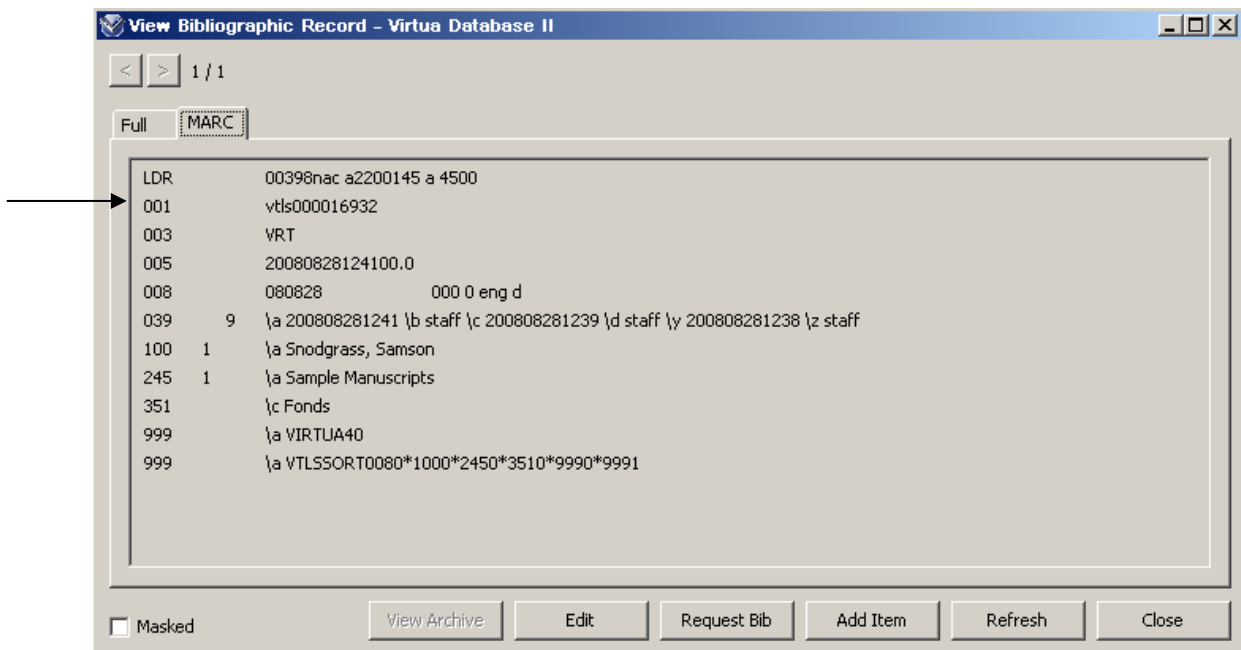 View Bibliographic Record - Virtua Database II
< > 1 / 1
Full MARC
LDR 00398nac a2200145 a 4500
001 vtls000016932
003 VRT
005 20080828124100.0
008 080828 000 0 eng d
039 9 \a 200808281241 \b staff \c 200808281239 \d staff \y 200808281238 \z staff
100 1 \a Snodgrass, Samson
245 1 \a Sample Manuscripts
351 \c Fonds
999 \a VIRTUA40
999 \a VTLSSORT0080*1000*2450*3510*9990*9991
Masked View Archive Edit Request Bib Add Item Refresh Close